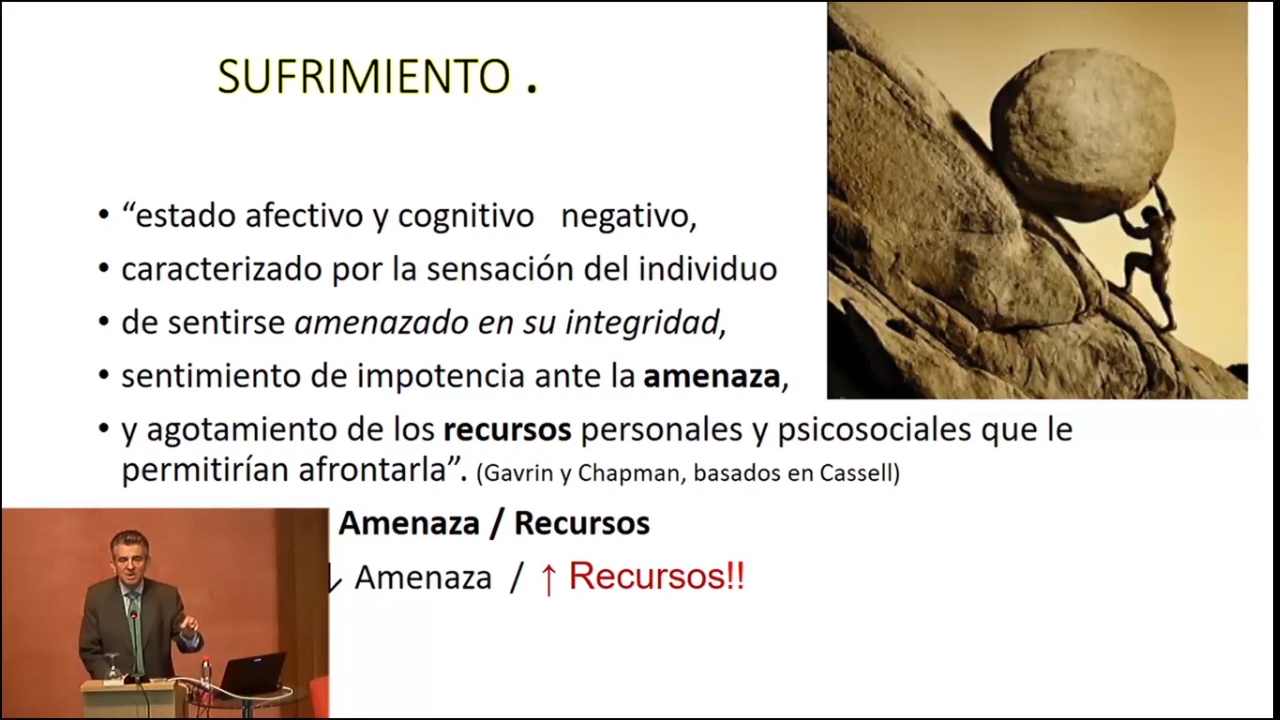 SUFRIMIENTO .
• “estado afectivo y cognitivo negativo,
• caracterizado por la sensación del individuo
• de sentirse amenazado en su integridad,
• sentimiento de impotencia ante la amenaza,
• y agotamiento de los recursos personales y psicosociales que le
permitirían afrontarla”. (Gavrin y Chapman, basados en Cassell)
Amenaza / Recursos
↓ Amenaza / ↑ Recursos!!